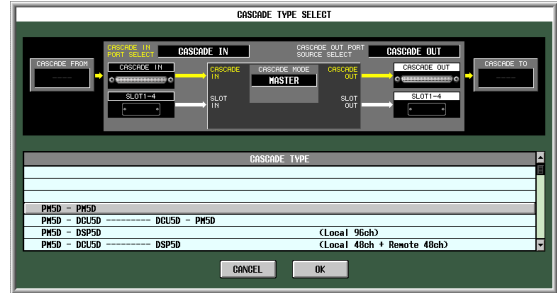 CASCADE TYPE SELECT
CASCADE IN
PORT SELECT
CASCADE IN
CASCADE OUT PORT
SOURCE SELECT
CASCADE OUT
CASCADE FROM
CASCADE IN
CASCADE
IN
CASCADE MODE
MASTER
CASCADE
OUT
CASCADE OUT
CASCADE TO
SLOT1-4
SLOT
IN
SLOT
OUT
SLOT1-4
CASCADE TYPE
PM5D - PM5D
PM5D - DCU5D --------- DCU5D - PM5D
PM5D - DSP5D (Local 96ch)
PM5D - DCU5D --------- DSP5D (Local 48ch + Remote 48ch)
CANCEL OK